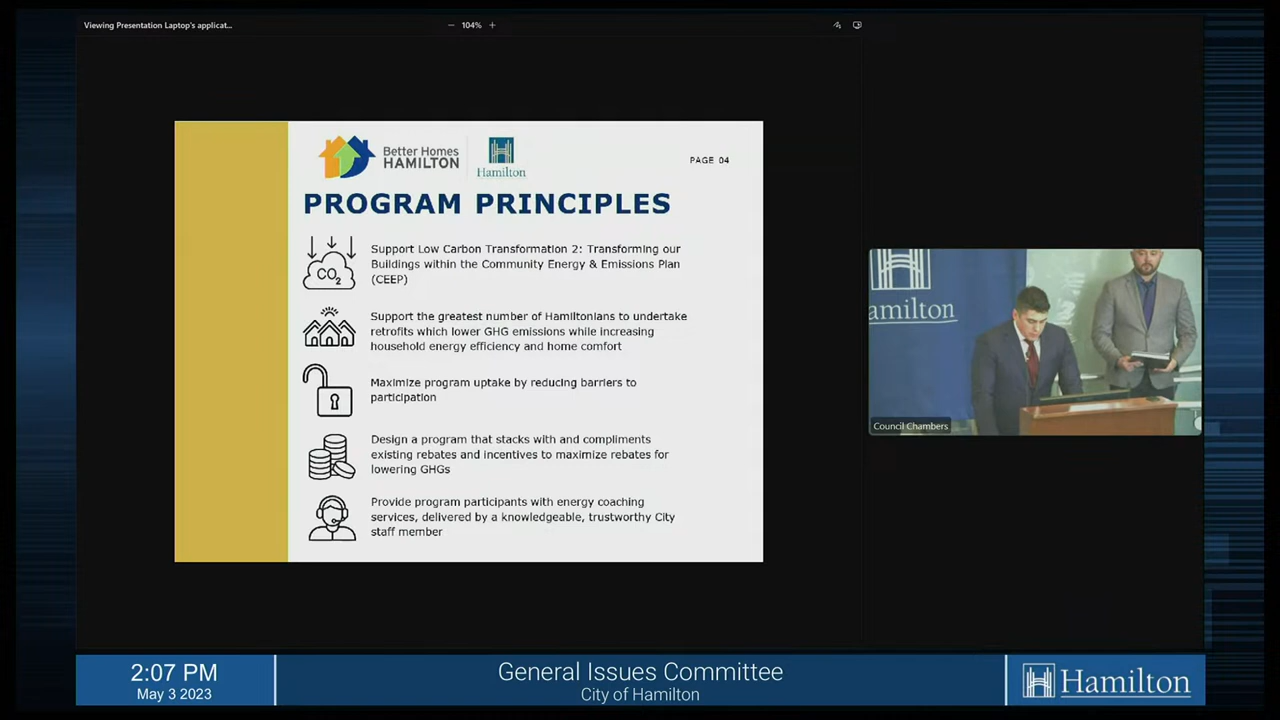 Viewing Presentation Laptop's applicat...
104%
Better Homes
HAMILTON
Hamilton
PAGE 04
PROGRAM PRINCIPLES
CO2
Support Low Carbon Transformation 2: Transforming our
Buildings within the Community Energy & Emissions Plan
(CEEP)
Support the greatest number of Hamiltonians to undertake
retrofits which lower GHG emissions while increasing
household energy efficiency and home comfort
Maximize program uptake by reducing barriers to
participation
Design a program that stacks with and compliments
existing rebates and incentives to maximize rebates for
lowering GHGs
Provide program participants with energy coaching
services, delivered by a knowledgeable, trustworthy City
staff member
amilton
Council Chambers
2:07 PM
May 3 2023
General Issues Committee
City of Hamilton
Hamilton